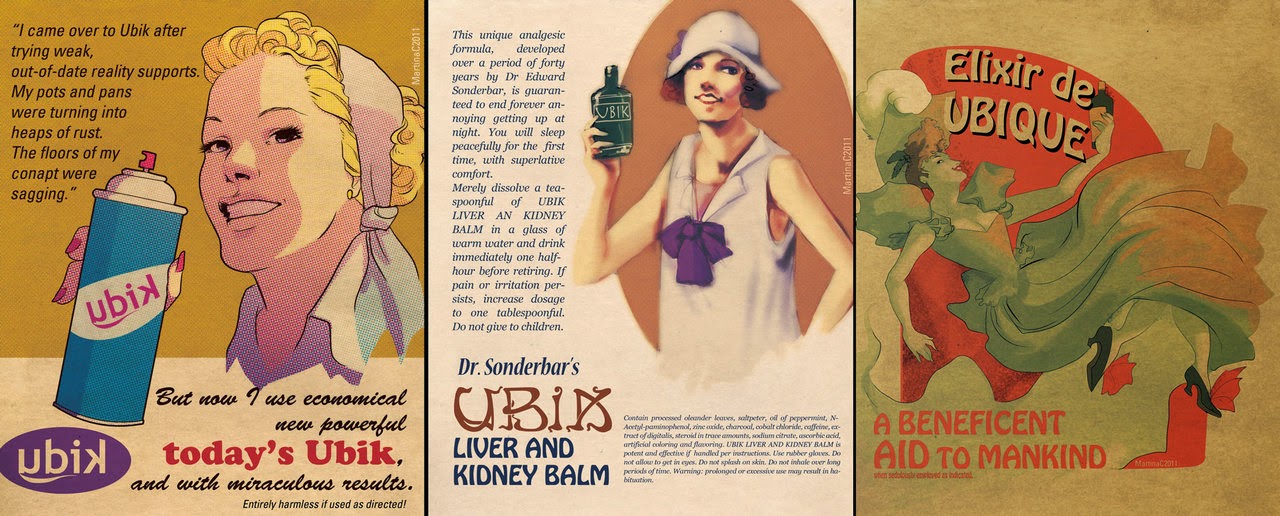 “I came over to Ubik after
trying weak,
out-of-date reality supports.
My pots and pans
were turning into
heaps of rust.
The floors of my
conapt were
sagging.”
MartinaC2011
ubik
But now I use economical
new powerful
ubik
today's Ubik,
and with miraculous results.
Entirely harmless if used as directed!
This unique analgesic
formula, developed
over a period of forty
years by Dr Edward
Sonderbar, is guaran-
teed to end forever an-
noying getting up at
night. You will sleep
peacefully for the first
time, with superlative
comfort.
Merely dissolve a tea-
spoonful of UBIK
LIVER AN KIDNEY
BALM in a glass of
warm water and drink
immediately one half-
hour before retiring. If
pain or irritation per-
sists, increase dosage
to one tablespoonful.
Do not give to children.
UBIK
MartinaC2011
Dr. Sonderbar's
UBIK
LIVER AND
KIDNEY BALM
Contain processed oleander leaves, saltpeter, oil of peppermint, N-
Acetyl-paminophenol, zinc oxide, charcoal, cobalt chloride, caffeine, ex-
tract of digitalis, steroid in trace amounts, sodium citrate, ascorbic acid,
artificial coloring and flavoring. UBIK LIVER AND KIDNEY BALM is
potent and effective if handled per instructions. Use rubber gloves. Do
not allow to get in eyes. Do not splash on skin. Do not inhale over long
periods of time. Warning: prolonged or excessive use may result in ha-
bituation.
Elixir de
UBIQUE
A BENEFICENT
AID TO MANKIND
when sedulously employed as indicated.
MartinaC2011